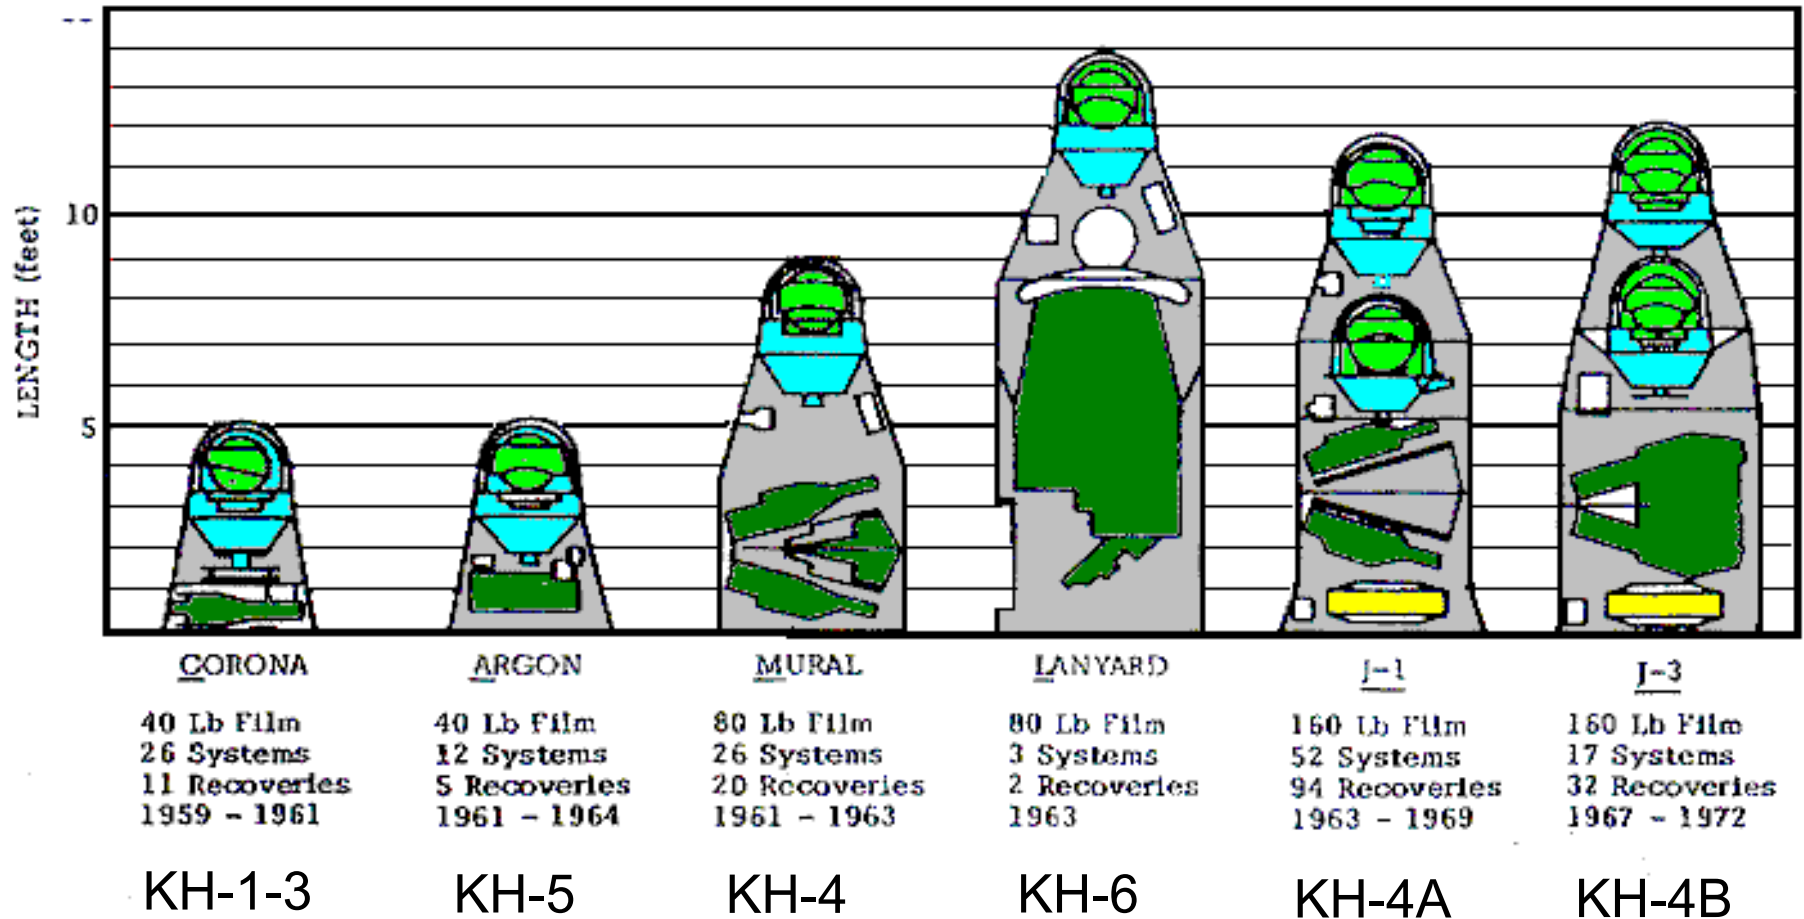 LENGTH (feet)
10
5
CORONA
40 Lb Film
26 Systems
11 Recoveries
1959 - 1961
KH-1-3
ARGON
40 Lb Film
12 Systems
5 Recoveries
1961 - 1964
KH-5
MURAL
80 Lb Film
26 Systems
20 Recoveries
1961 - 1963
KH-4
LANYARD
80 Lb Film
3 Systems
2 Recoveries
1963
KH-6
J-1
160 Lb Film
52 Systems
94 Recoveries
1963 - 1969
KH-4A
J-3
160 Lb Film
17 Systems
32 Recoveries
1967 - 1972
KH-4B